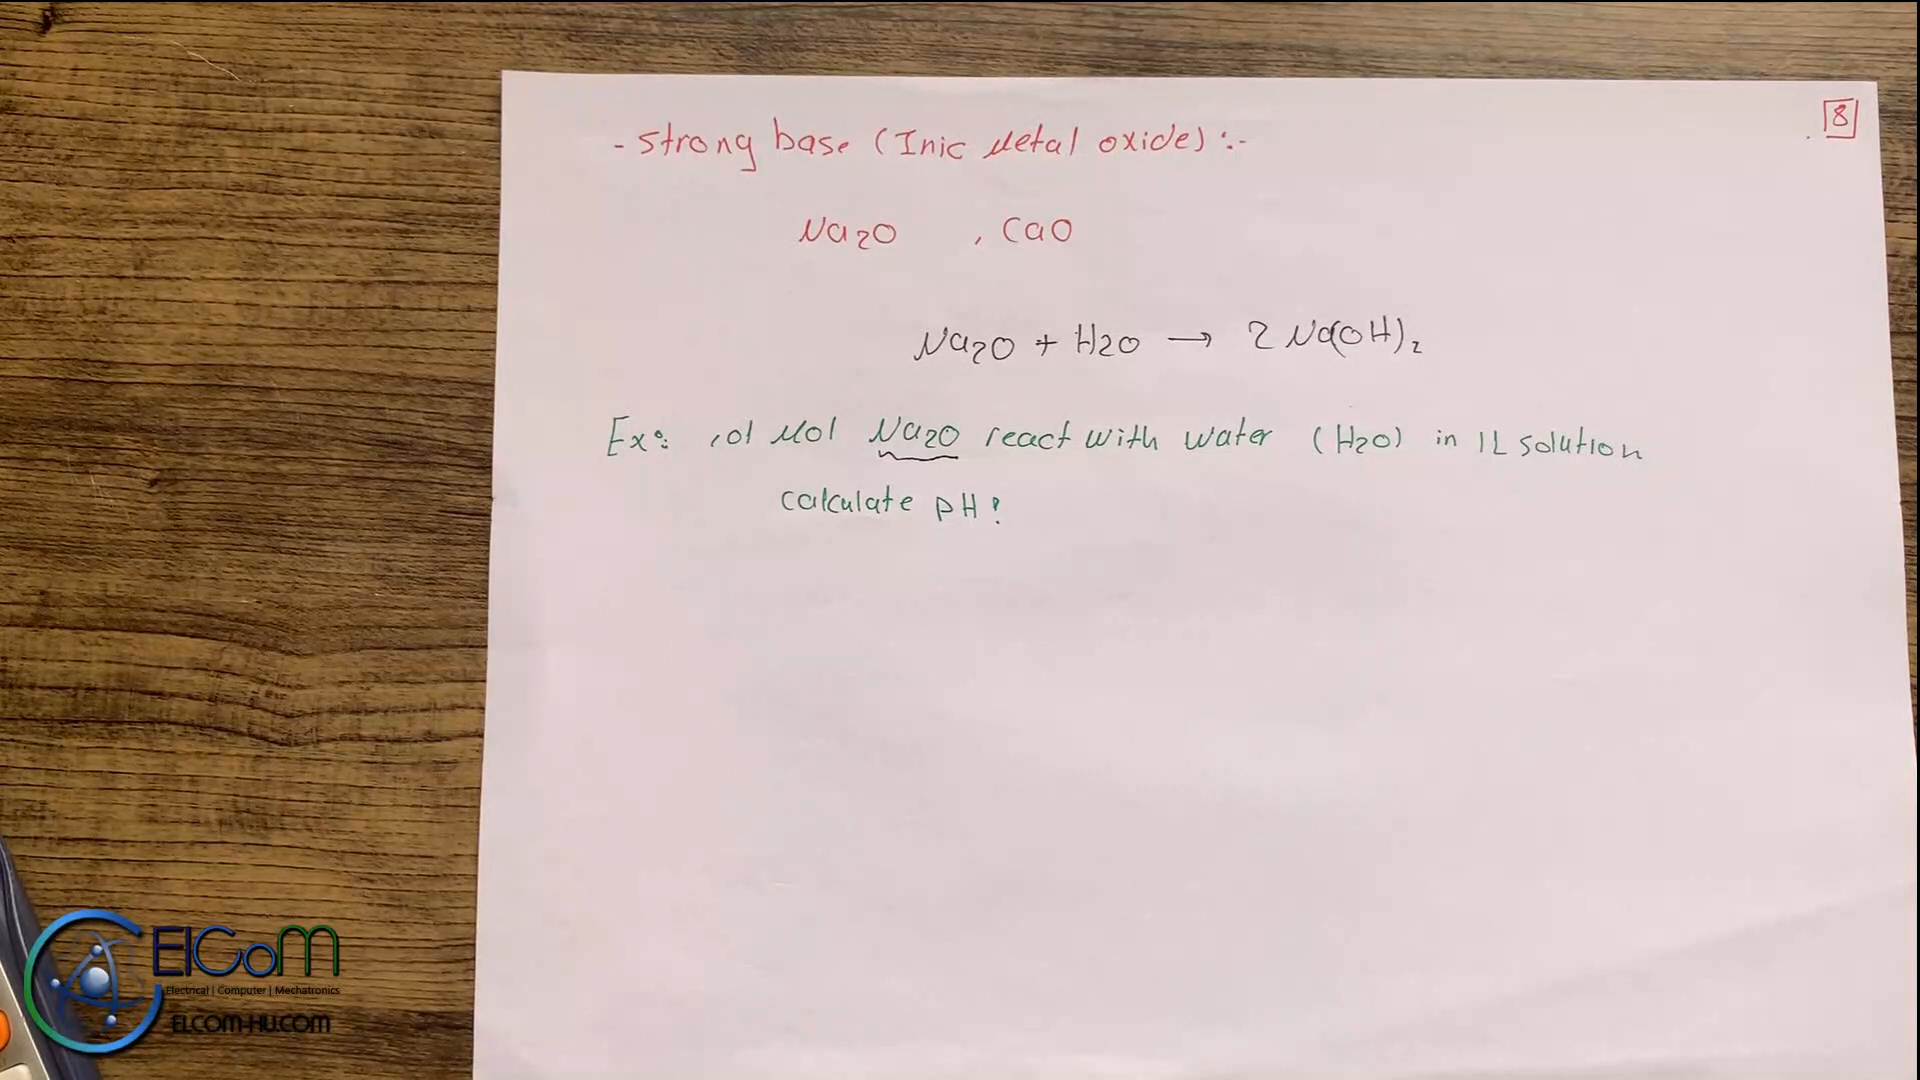 8
- strong base (Inic Metal oxide) :-
Na2O , CaO
Na2O + H2O → 2 Na(OH)2
Ex: .01 Mol Na2O react with water (H2O) in 1L solution
calculate pH!
ElCoM
Electrical | Computer | Mechatronics
ELCOM-HU.COM